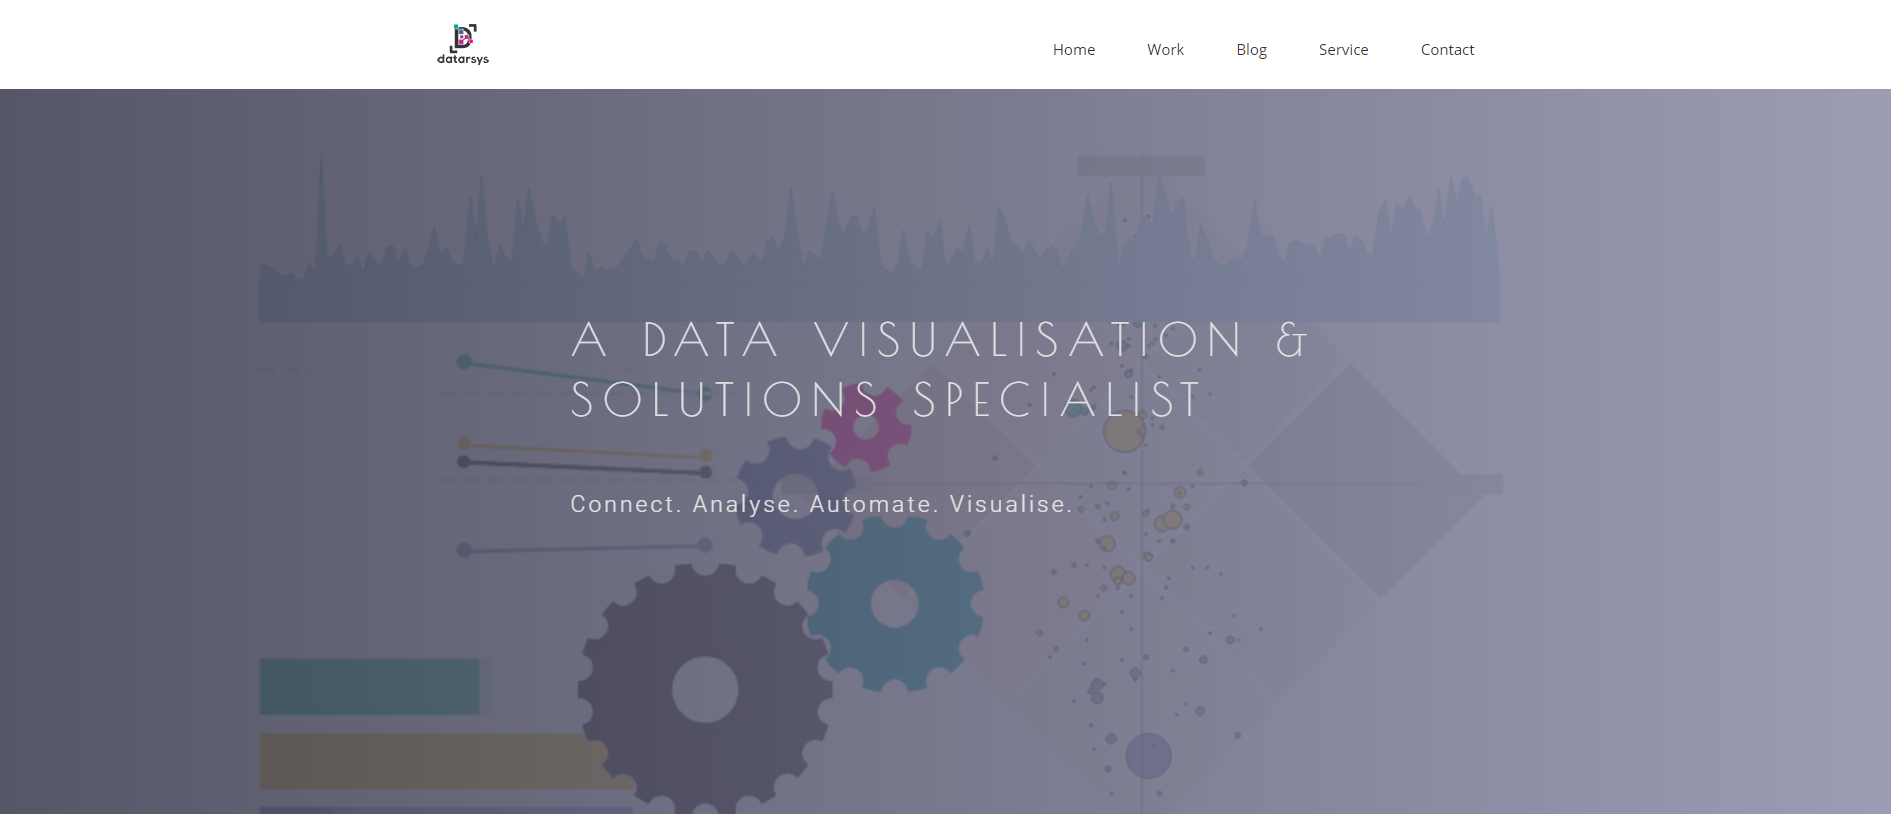 datarsys
Home Work Blog Service Contact
A DATA VISUALISATION &
SOLUTIONS SPECIALIST
Connect. Analyse. Automate. Visualise.